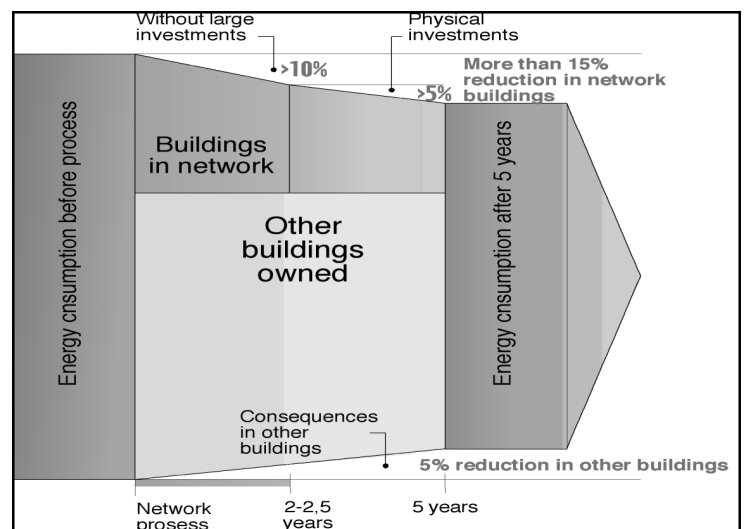 Without large
investments
Physical
investments
>10%
>5%
More than 15%
reduction in network
buildings
Energy cnsumption before process
Buildings
in network
Other
buildings
owned
Energy cnsumption after 5 years
Consequences
in other
buildings
5% reduction in other buildings
Network
prosess
2-2,5
years
5 years